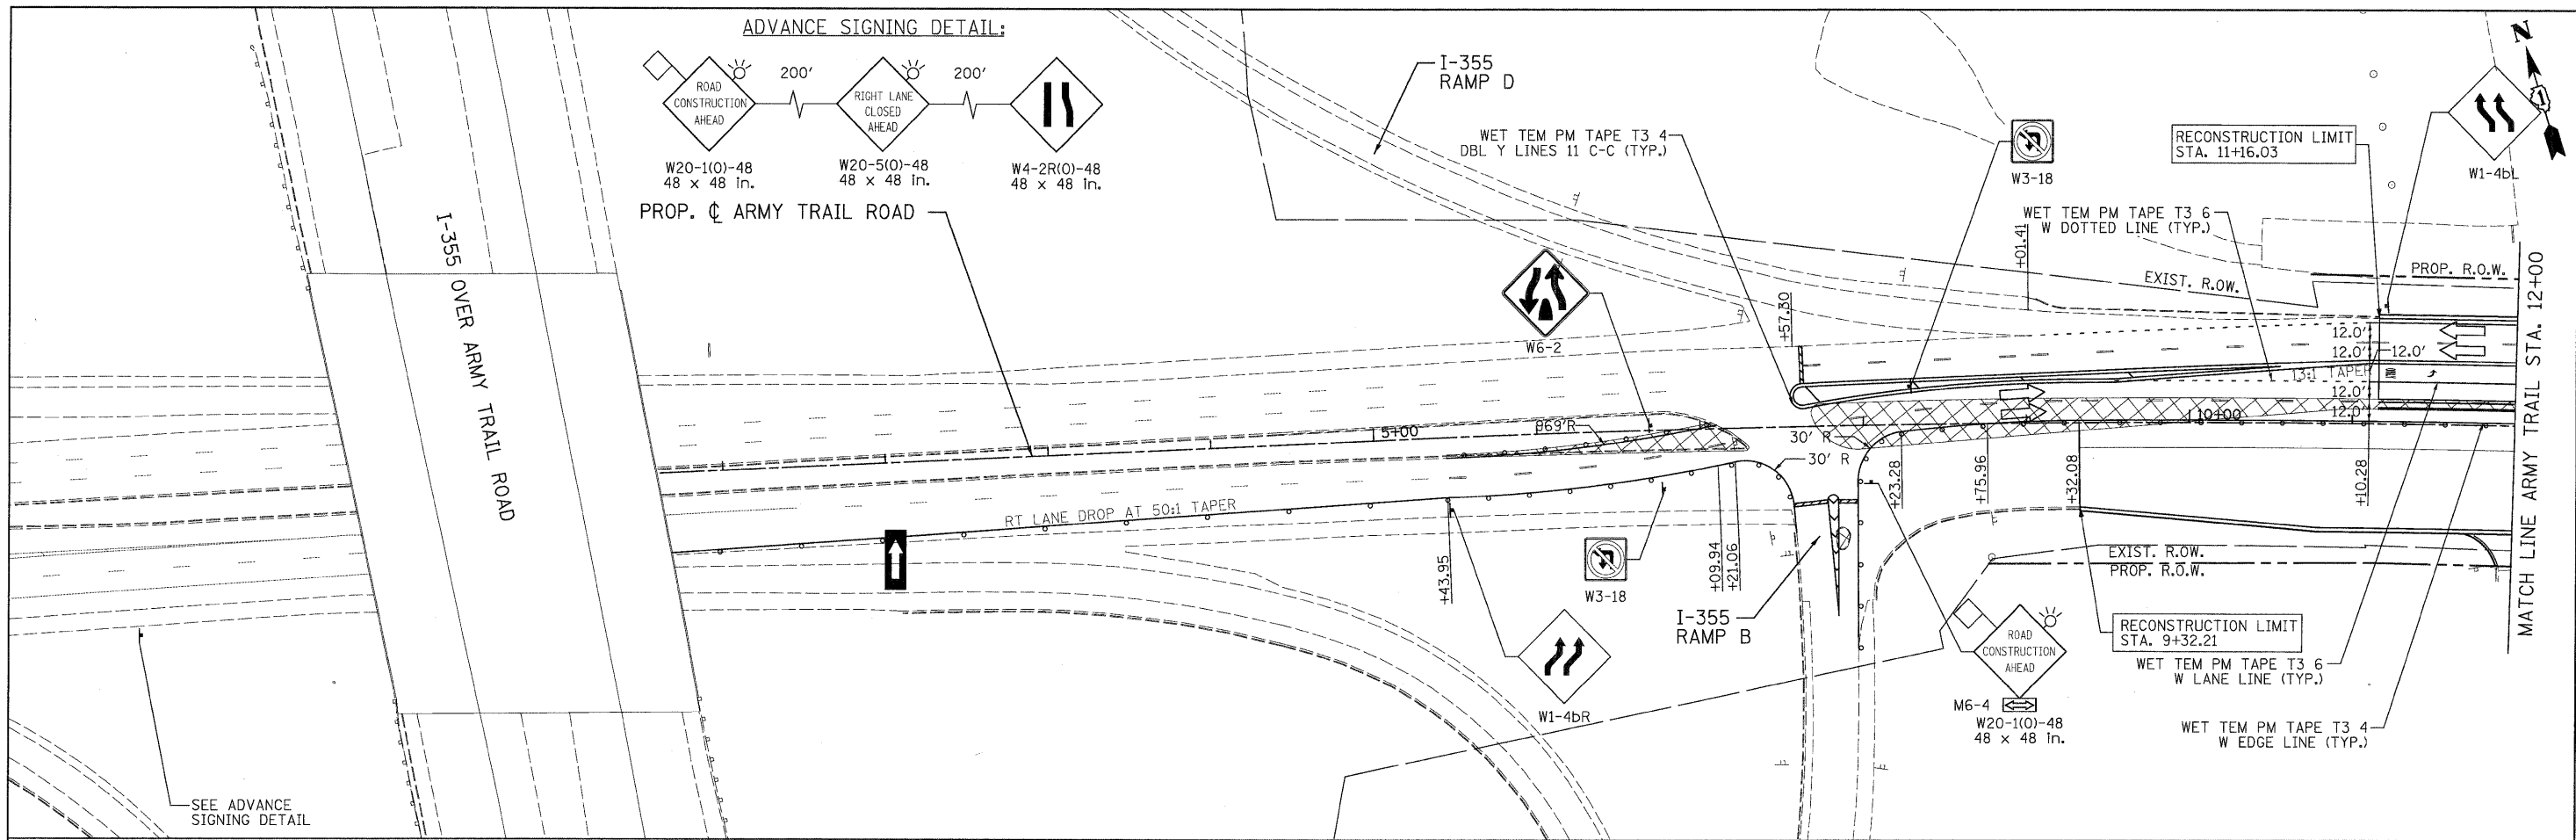 ADVANCE SIGNING DETAIL:
ROAD
CONSTRUCTION
AHEAD
200'
RIGHT LANE
CLOSED
AHEAD
200'
W20-1(O)-48
48 x 48 in.
W20-5(O)-48
48 x 48 in.
W4-2R(O)-48
48 x 48 in.
PROP. ℄ ARMY TRAIL ROAD
I-355
RAMP D
WET TEM PM TAPE T3 4
DBL Y LINES 11 C-C (TYP.)
W3-18
RECONSTRUCTION LIMIT
STA. 11+16.03
N
W1-4bL
WET TEM PM TAPE T3 6
W DOTTED LINE (TYP.)
+01.41
EXIST. R.O.W.
PROP. R.O.W.
I-355 OVER ARMY TRAIL ROAD
W6-2
+57.30
12.0'
12.0'
12.0'
13:1 TAPER
12.0'
12.0'
5+00
869'R
10+00
30' R
30' R
RT LANE DROP AT 50:1 TAPER
+43.95
+09.94
+21.06
+23.28
+75.96
+32.08
+10.28
MATCH LINE ARMY TRAIL STA. 12+00
W3-18
EXIST. R.O.W.
PROP. R.O.W.
I-355
RAMP B
W1-4bR
ROAD
CONSTRUCTION
AHEAD
M6-4
W20-1(O)-48
48 x 48 in.
RECONSTRUCTION LIMIT
STA. 9+32.21
WET TEM PM TAPE T3 6
W LANE LINE (TYP.)
WET TEM PM TAPE T3 4
W EDGE LINE (TYP.)
SEE ADVANCE
SIGNING DETAIL